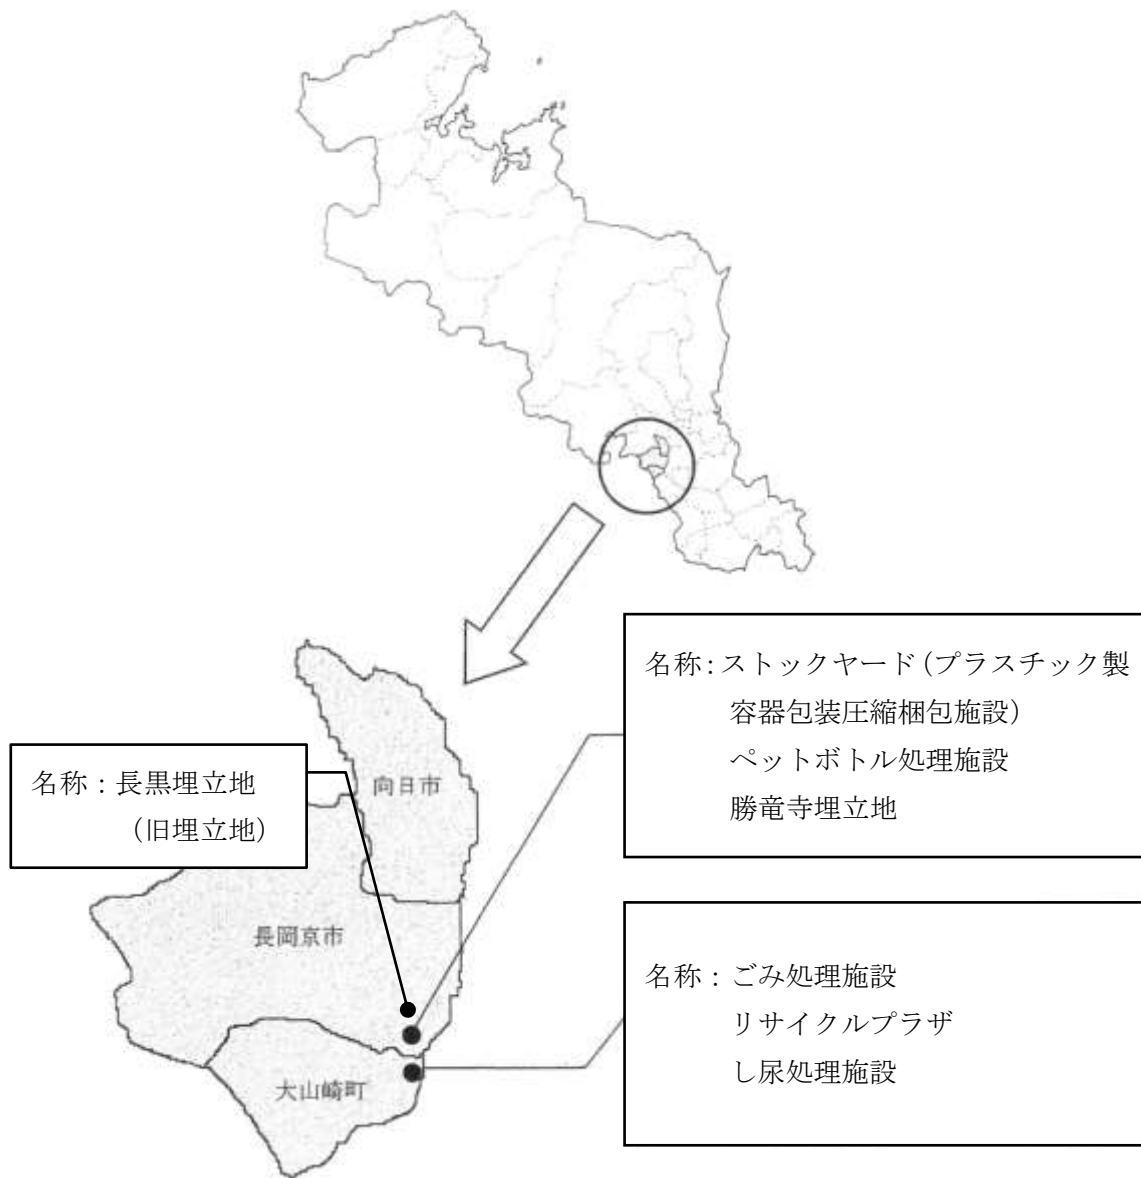 名称：ストックヤード（プラスチック製
容器包装圧縮梱包施設）
ペットボトル処理施設
勝竜寺埋立地
名称：長黒埋立地
（旧埋立地）
向日市
長岡京市
名称：ごみ処理施設
リサイクルプラザ
し尿処理施設
大山崎町